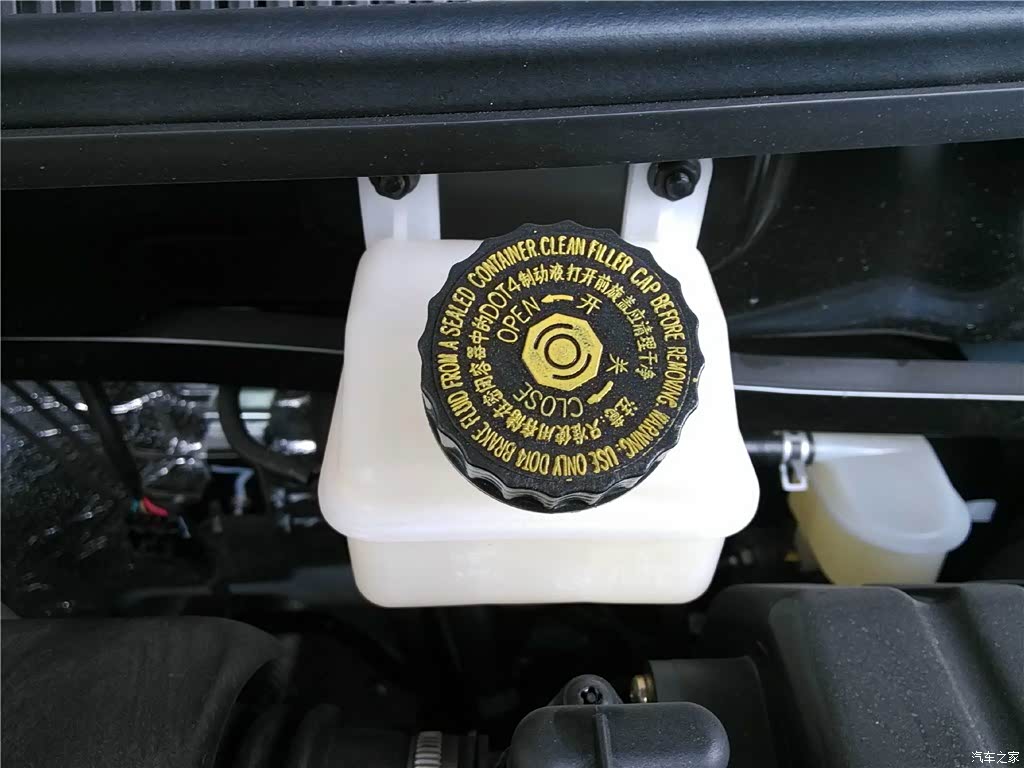 WARNING. USE ONLY DOT4 BRAKE FLUID FROM A SEALED CONTAINER. CLEAN FILLER CAP BEFORE REMOVING.
注意 只准使用存储在密闭容器中的DOT4制动液 打开前旋盖应清理干净
OPEN 开
CLOSE 关
汽车之家